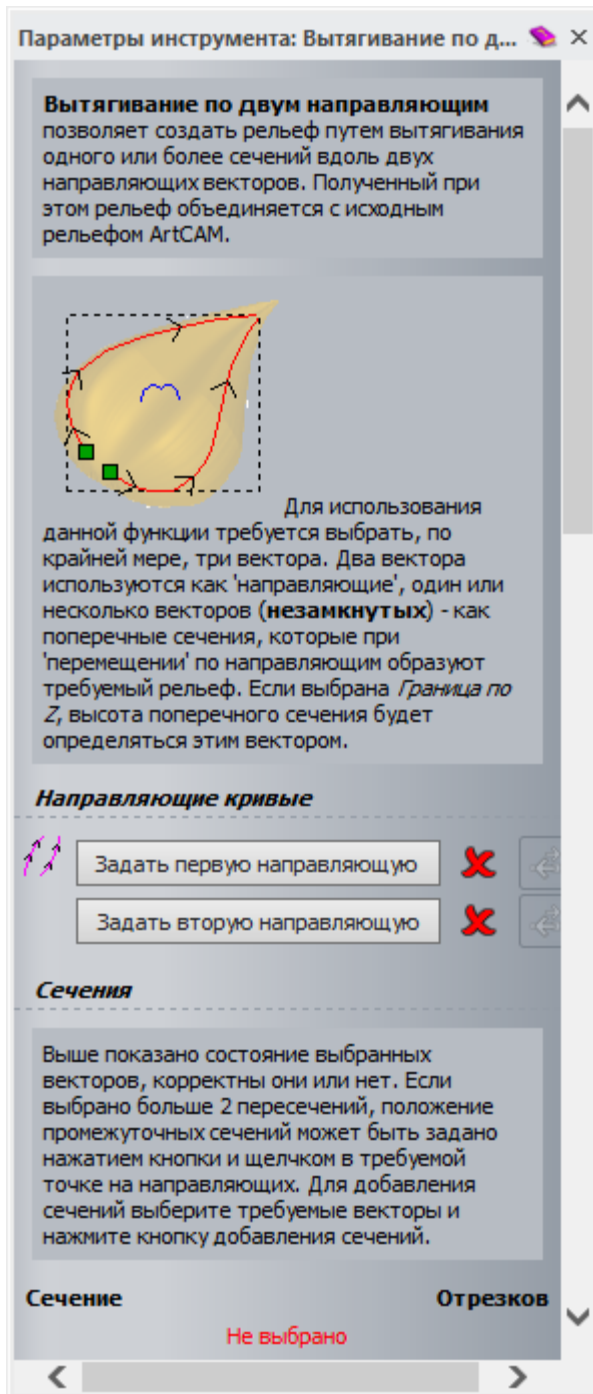 Параметры инструмента: Вытягивание по д...
Вытягивание по двум направляющим
позволяет создать рельеф путем вытягивания
одного или более сечений вдоль двух
направляющих векторов. Полученный при
этом рельеф объединяется с исходным
рельефом ArtCAM.
Для использования
данной функции требуется выбрать, по
крайней мере, три вектора. Два вектора
используются как 'направляющие', один или
несколько векторов (незамкнутых) - как
поперечные сечения, которые при
'перемещении' по направляющим образуют
требуемый рельеф. Если выбрана Граница по
Z, высота поперечного сечения будет
определяться этим вектором.
Направляющие кривые
Задать первую направляющую
Задать вторую направляющую
Сечения
Выше показано состояние выбранных
векторов, корректны они или нет. Если
выбрано больше 2 пересечений, положение
промежуточных сечений может быть задано
нажатием кнопки и щелчком в требуемой
точке на направляющих. Для добавления
сечений выберите требуемые векторы и
нажмите кнопку добавления сечений.
Сечение Отрезков
Не выбрано